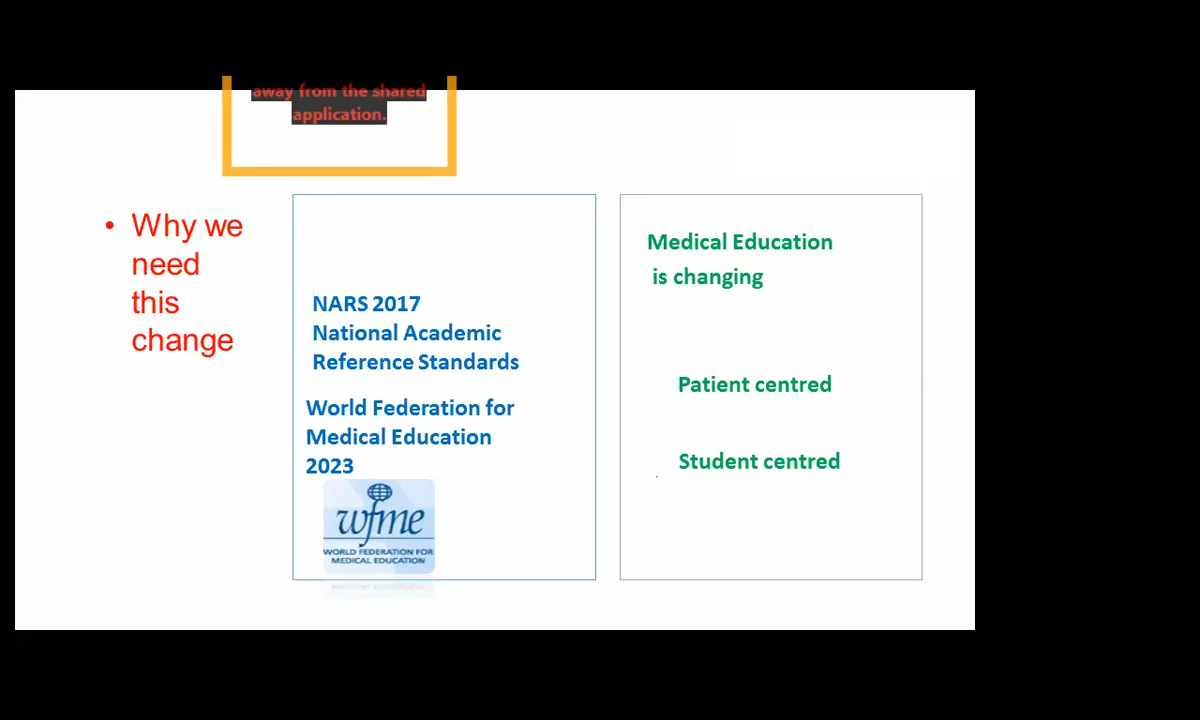 away from the shared
application.
• Why we
need
this
change
NARS 2017
National Academic
Reference Standards
World Federation for
Medical Education
2023
wfme
WORLD FEDERATION FOR
MEDICAL EDUCATION
Medical Education
is changing
Patient centred
Student centred